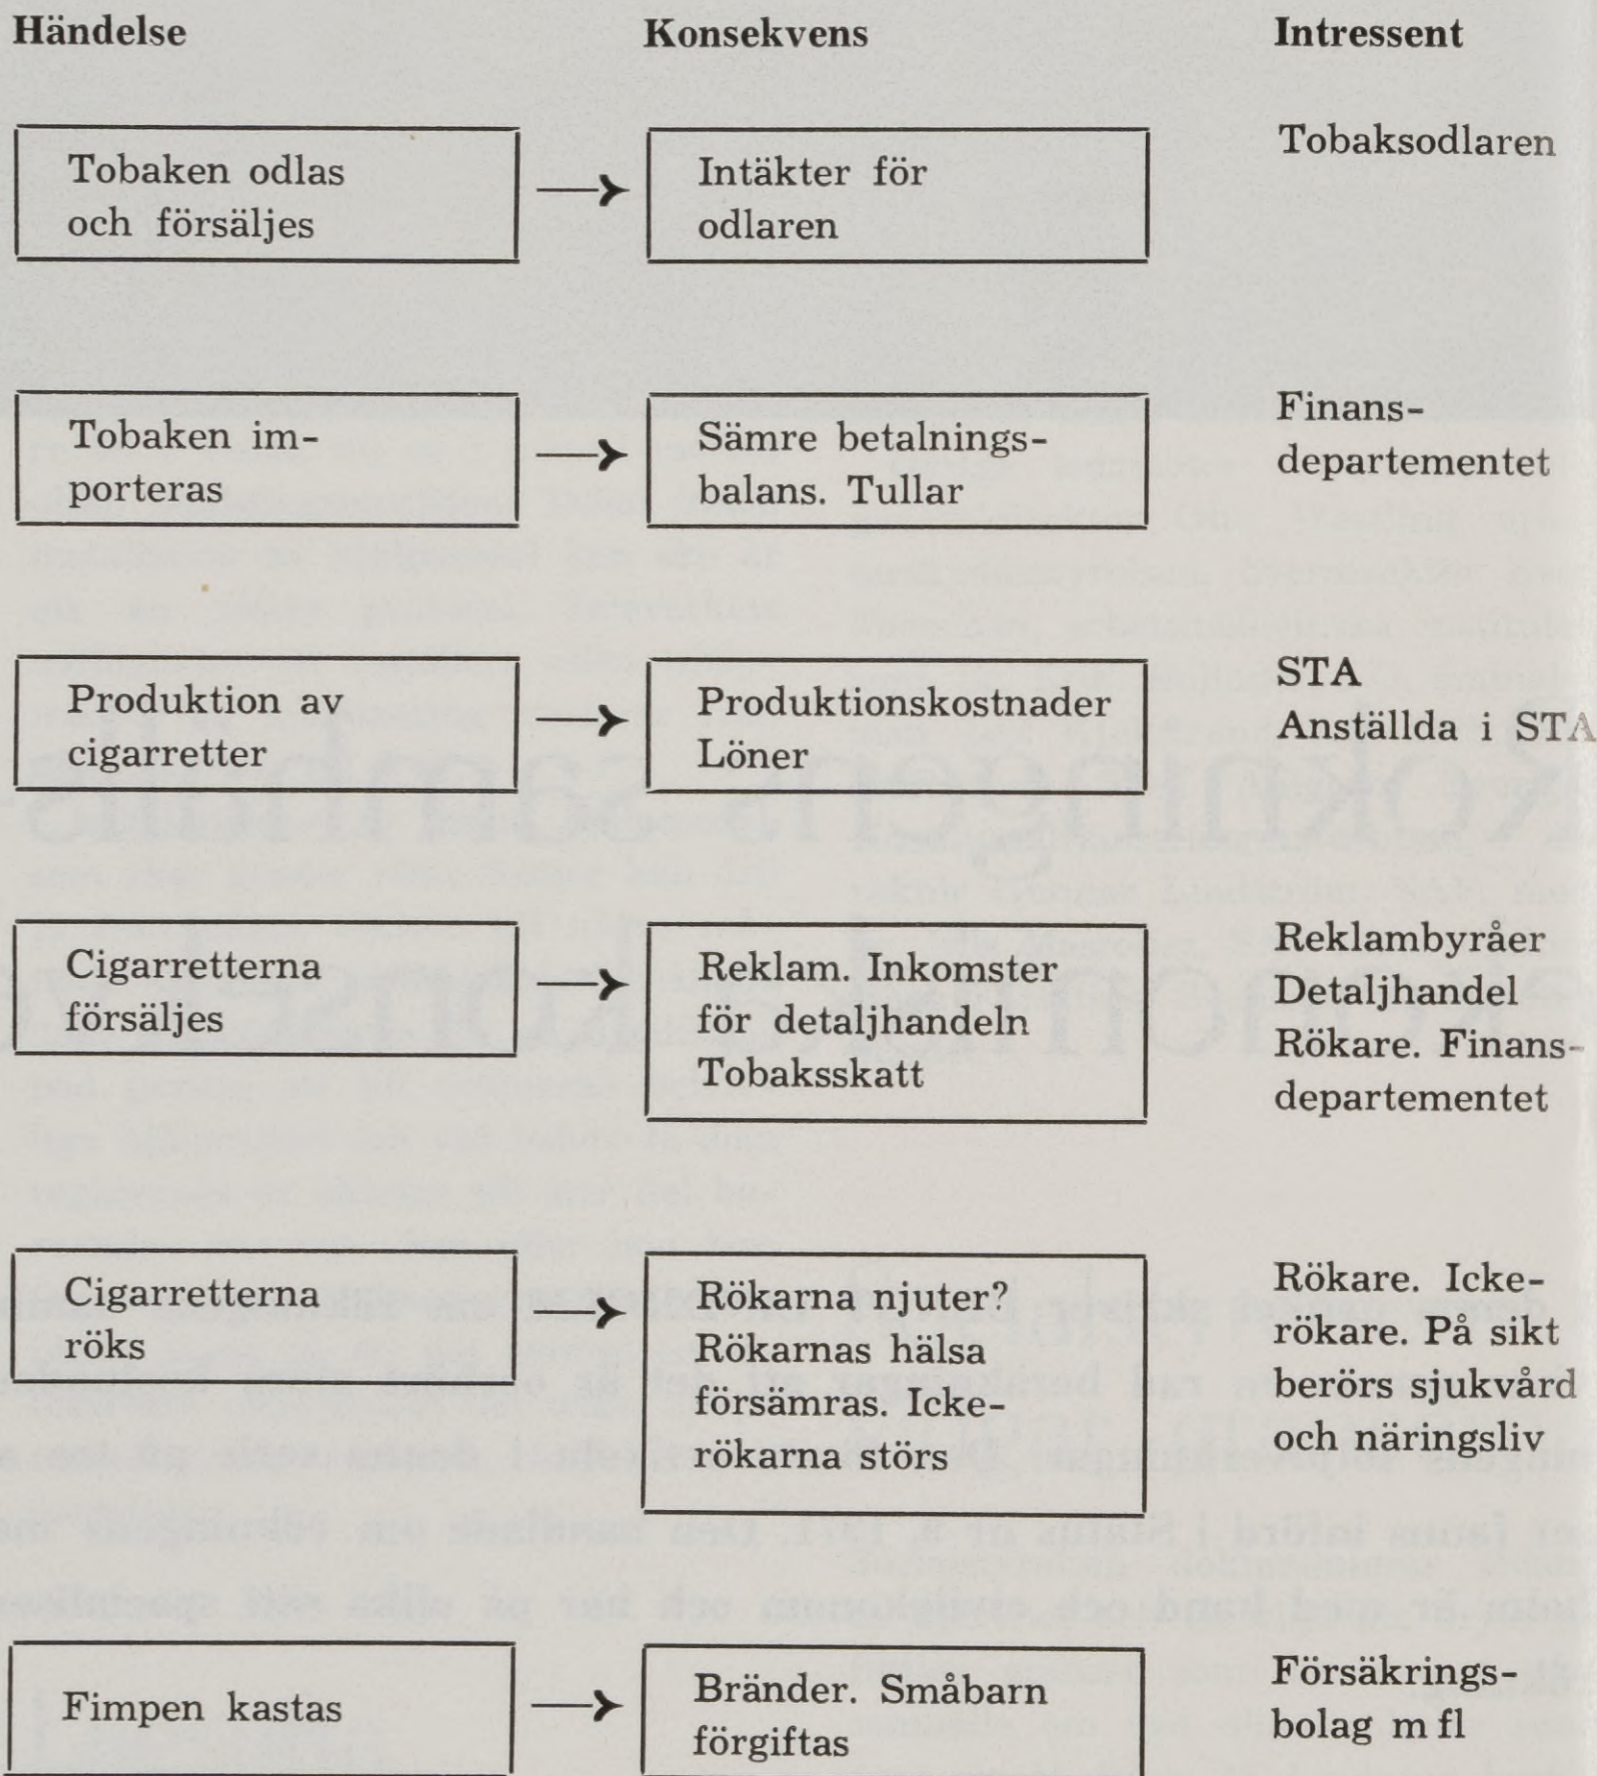 Händelse Konsekvens Intressent
Tobaken odlas
och försäljes
Intäkter för
odlaren
Tobaksodlaren
Tobaken im-
porteras
Sämre betalnings-
balans. Tullar
Finans-
departementet
Produktion av
cigarretter
Produktionskostnader
Löner
STA
Anställda i STA
Cigarretterna
försäljes
Reklam. Inkomster
för detaljhandeln
Tobaksskatt
Reklambyråer
Detaljhandel
Rökare. Finans-
departementet
Cigarretterna
röks
Rökarna njuter?
Rökarnas hälsa
försämras. Icke-
rökarna störs
Rökare. Icke-
rökare. På sikt
berörs sjukvård
och näringsliv
Fimpen kastas
Bränder. Småbarn
förgiftas
Försäkrings-
bolag m fl